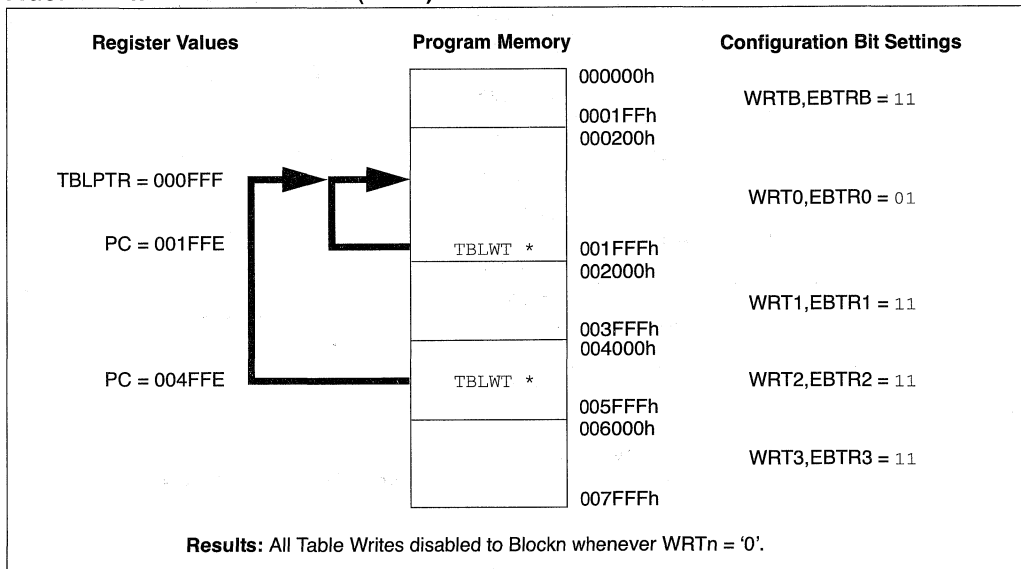 Register Values Program Memory Configuration Bit Settings
000000h
WRTB,EBTRB = 11
0001FFh
000200h
TBLPTR = 000FFF
WRT0,EBTR0 = 01
PC = 001FFE TBLWT * 001FFFh
002000h
WRT1,EBTR1 = 11
003FFFh
004000h
PC = 004FFE TBLWT * WRT2,EBTR2 = 11
005FFFh
006000h
WRT3,EBTR3 = 11
007FFFh
Results: All Table Writes disabled to Blockn whenever WRTn = '0'.